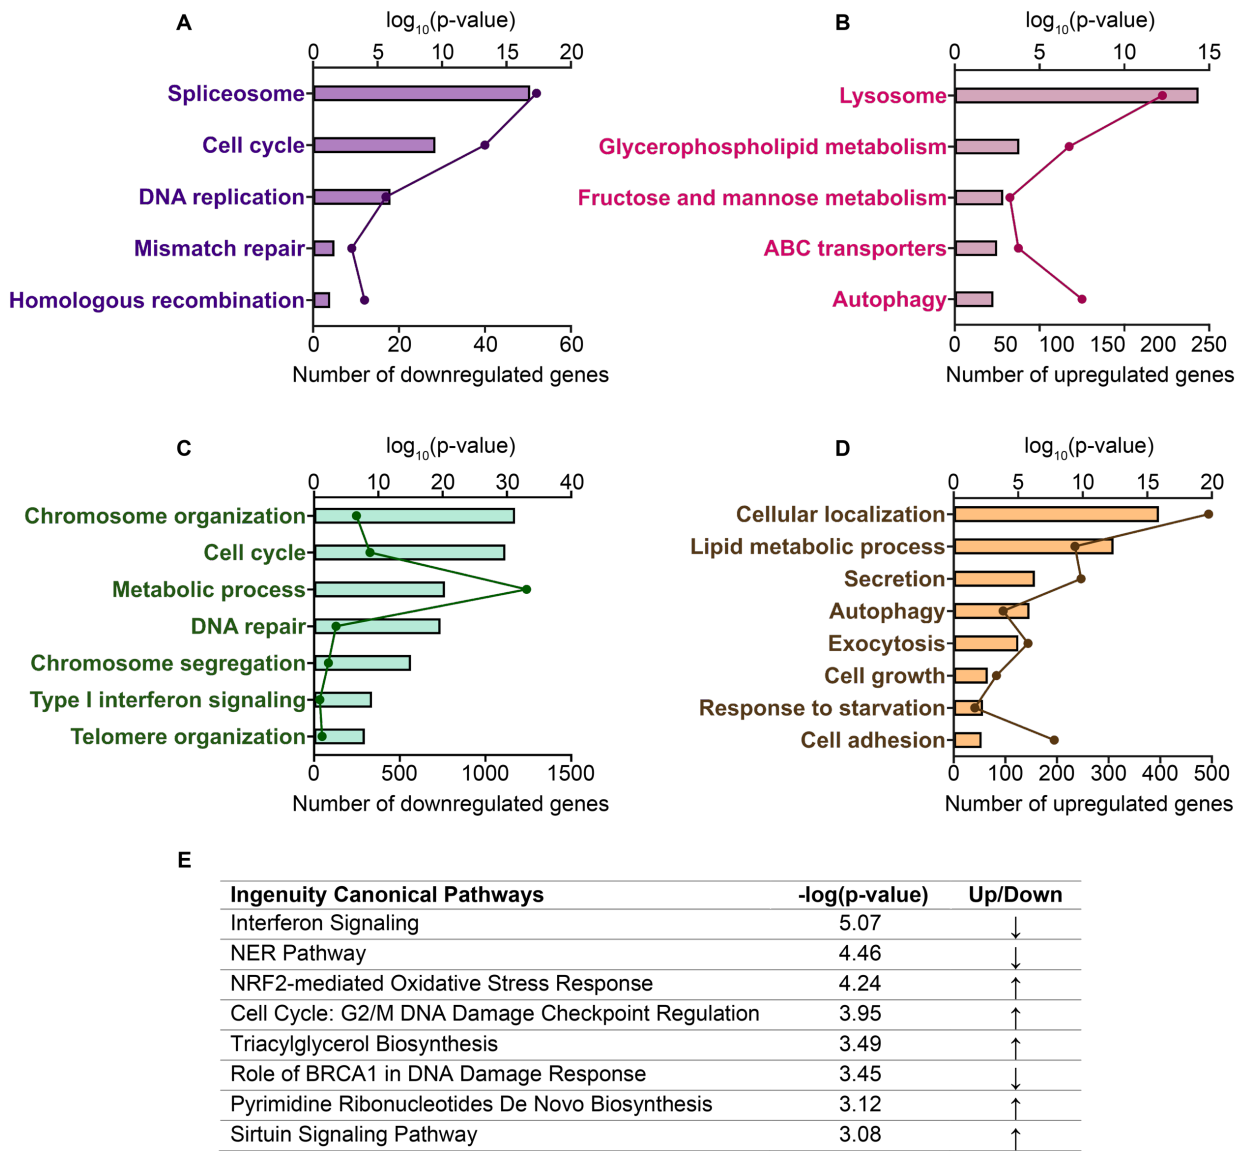 A
log10(p-value)
0 5 10 15 20
Spliceosome
Cell cycle
DNA replication
Mismatch repair
Homologous recombination
0 20 40 60
Number of downregulated genes
B
log10(p-value)
0 5 10 15
Lysosome
Glycerophospholipid metabolism
Fructose and mannose metabolism
ABC transporters
Autophagy
0 50 100 150 200 250
Number of upregulated genes
C
log10(p-value)
0 10 20 30 40
Chromosome organization
Cell cycle
Metabolic process
DNA repair
Chromosome segregation
Type I interferon signaling
Telomere organization
0 500 1000 1500
Number of downregulated genes
D
log10(p-value)
0 5 10 15 20
Cellular localization
Lipid metabolic process
Secretion
Autophagy
Exocytosis
Cell growth
Response to starvation
Cell adhesion
0 100 200 300 400 500
Number of upregulated genes
E
Ingenuity Canonical Pathways -log(p-value) Up/Down
Interferon Signaling 5.07 ↓
NER Pathway 4.46 ↓
NRF2-mediated Oxidative Stress Response 4.24 ↑
Cell Cycle: G2/M DNA Damage Checkpoint Regulation 3.95 ↑
Triacylglycerol Biosynthesis 3.49 ↑
Role of BRCA1 in DNA Damage Response 3.45 ↓
Pyrimidine Ribonucleotides De Novo Biosynthesis 3.12 ↑
Sirtuin Signaling Pathway 3.08 ↑